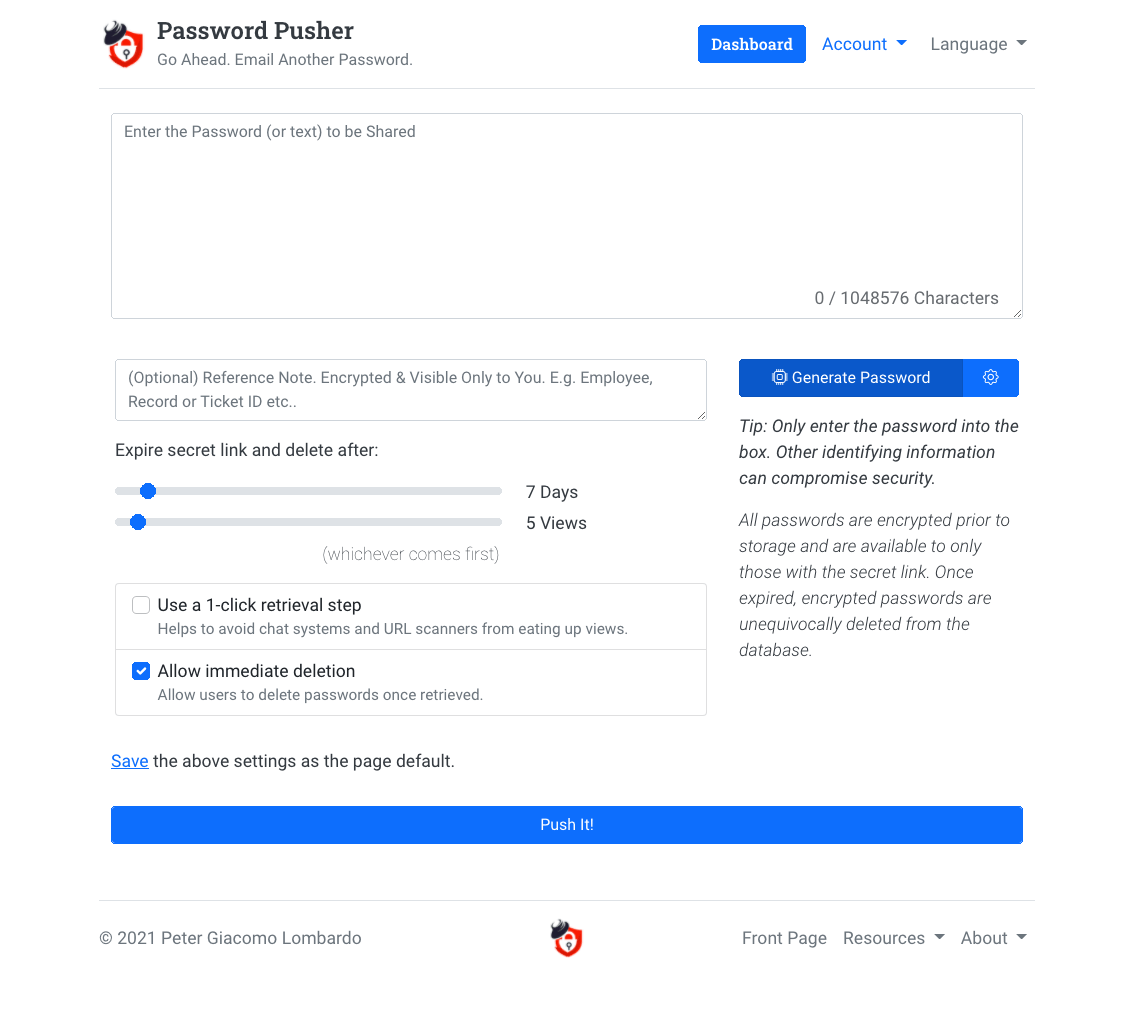 Password Pusher
Go Ahead. Email Another Password.
Dashboard
Account
Language
Enter the Password (or text) to be Shared
0 / 1048576 Characters
(Optional) Reference Note. Encrypted & Visible Only to You. E.g. Employee,
Record or Ticket ID etc..
Expire secret link and delete after:
7 Days
5 Views
(whichever comes first)
Use a 1-click retrieval step
Helps to avoid chat systems and URL scanners from eating up views.
Allow immediate deletion
Allow users to delete passwords once retrieved.
Generate Password
Tip: Only enter the password into the
box. Other identifying information
can compromise security.
All passwords are encrypted prior to
storage and are available to only
those with the secret link. Once
expired, encrypted passwords are
unequivocally deleted from the
database.
Save the above settings as the page default.
Push It!
© 2021 Peter Giacomo Lombardo
Front Page
Resources
About